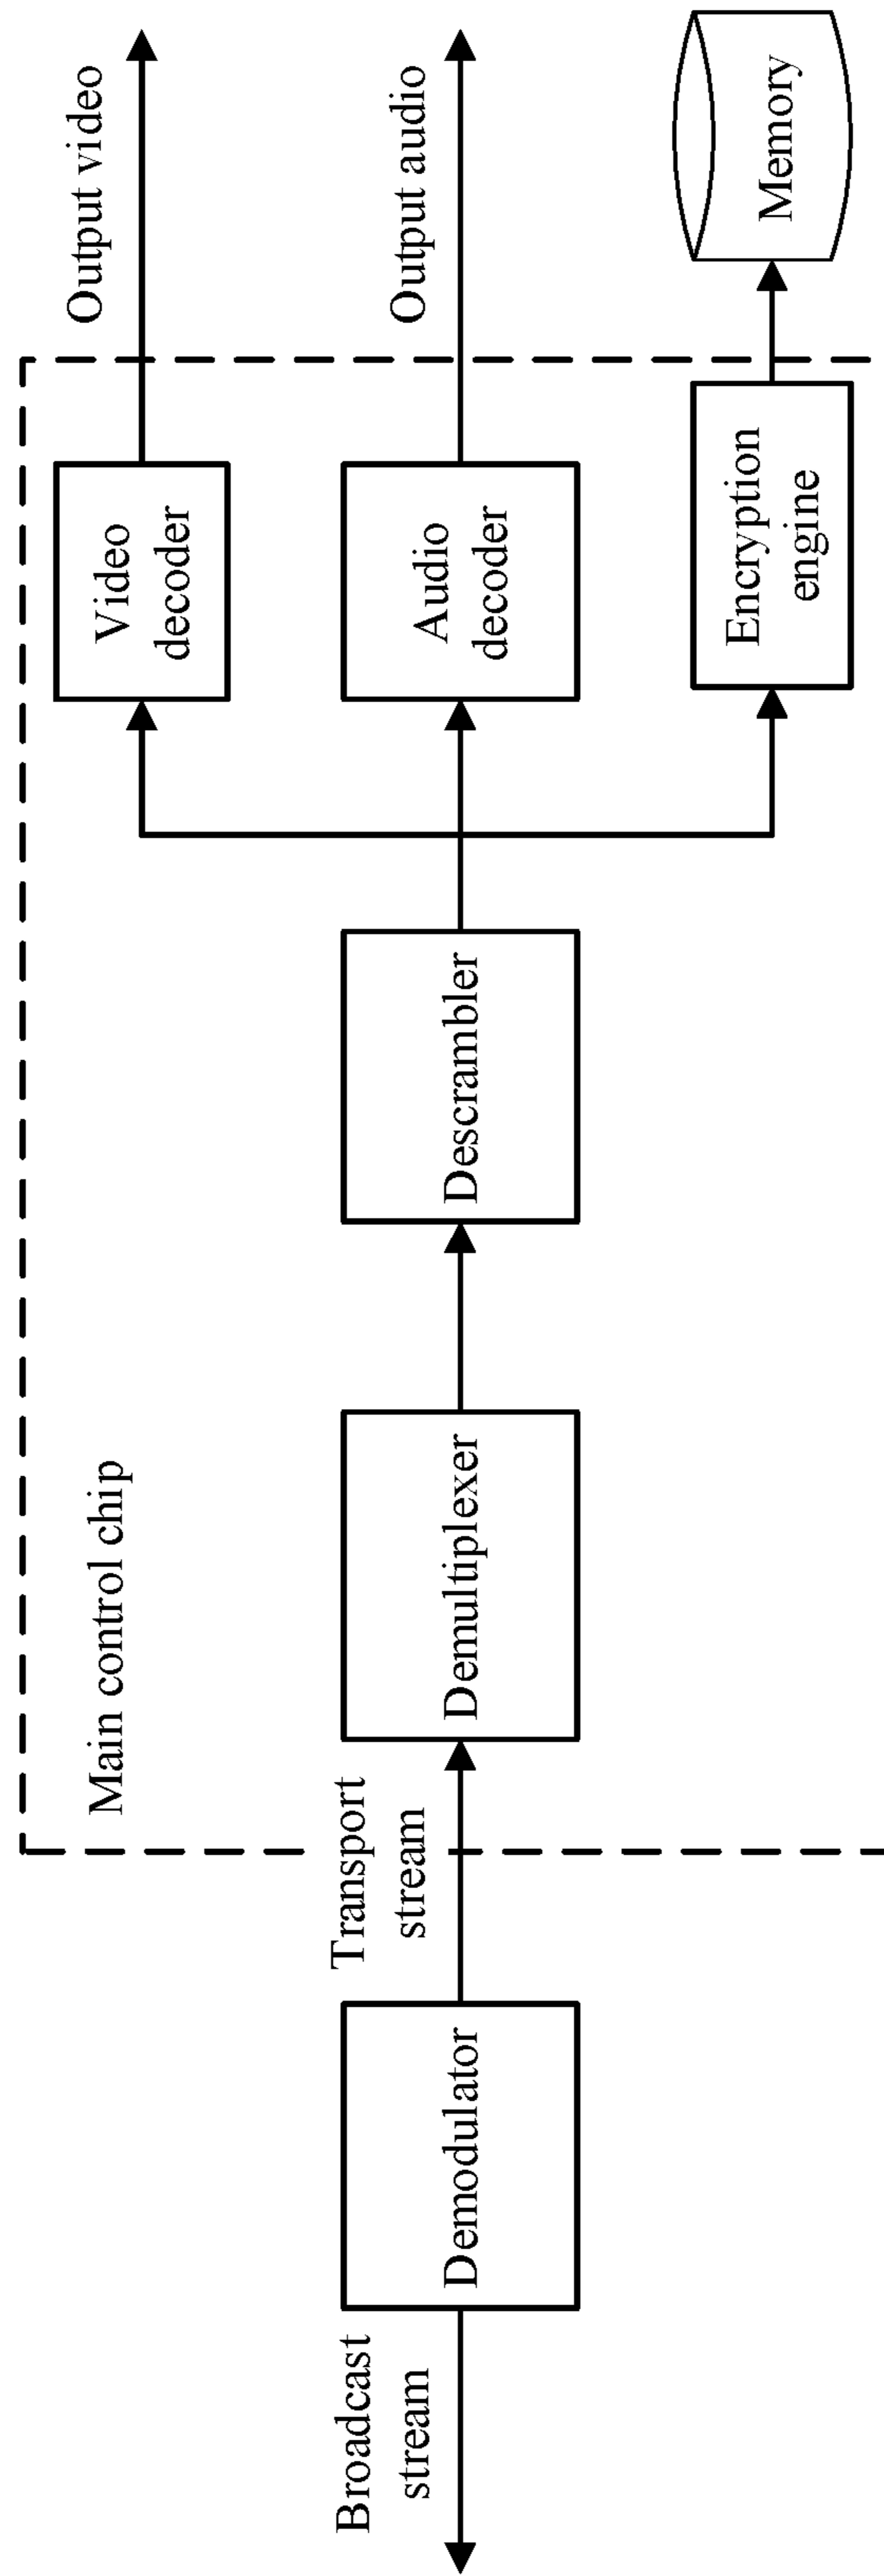 Main control chip
Broadcast
stream
Demodulator
Transport
stream
Demultiplexer
Descrambler
Video
decoder
Output video
Audio
decoder
Output audio
Encryption
engine
Memory